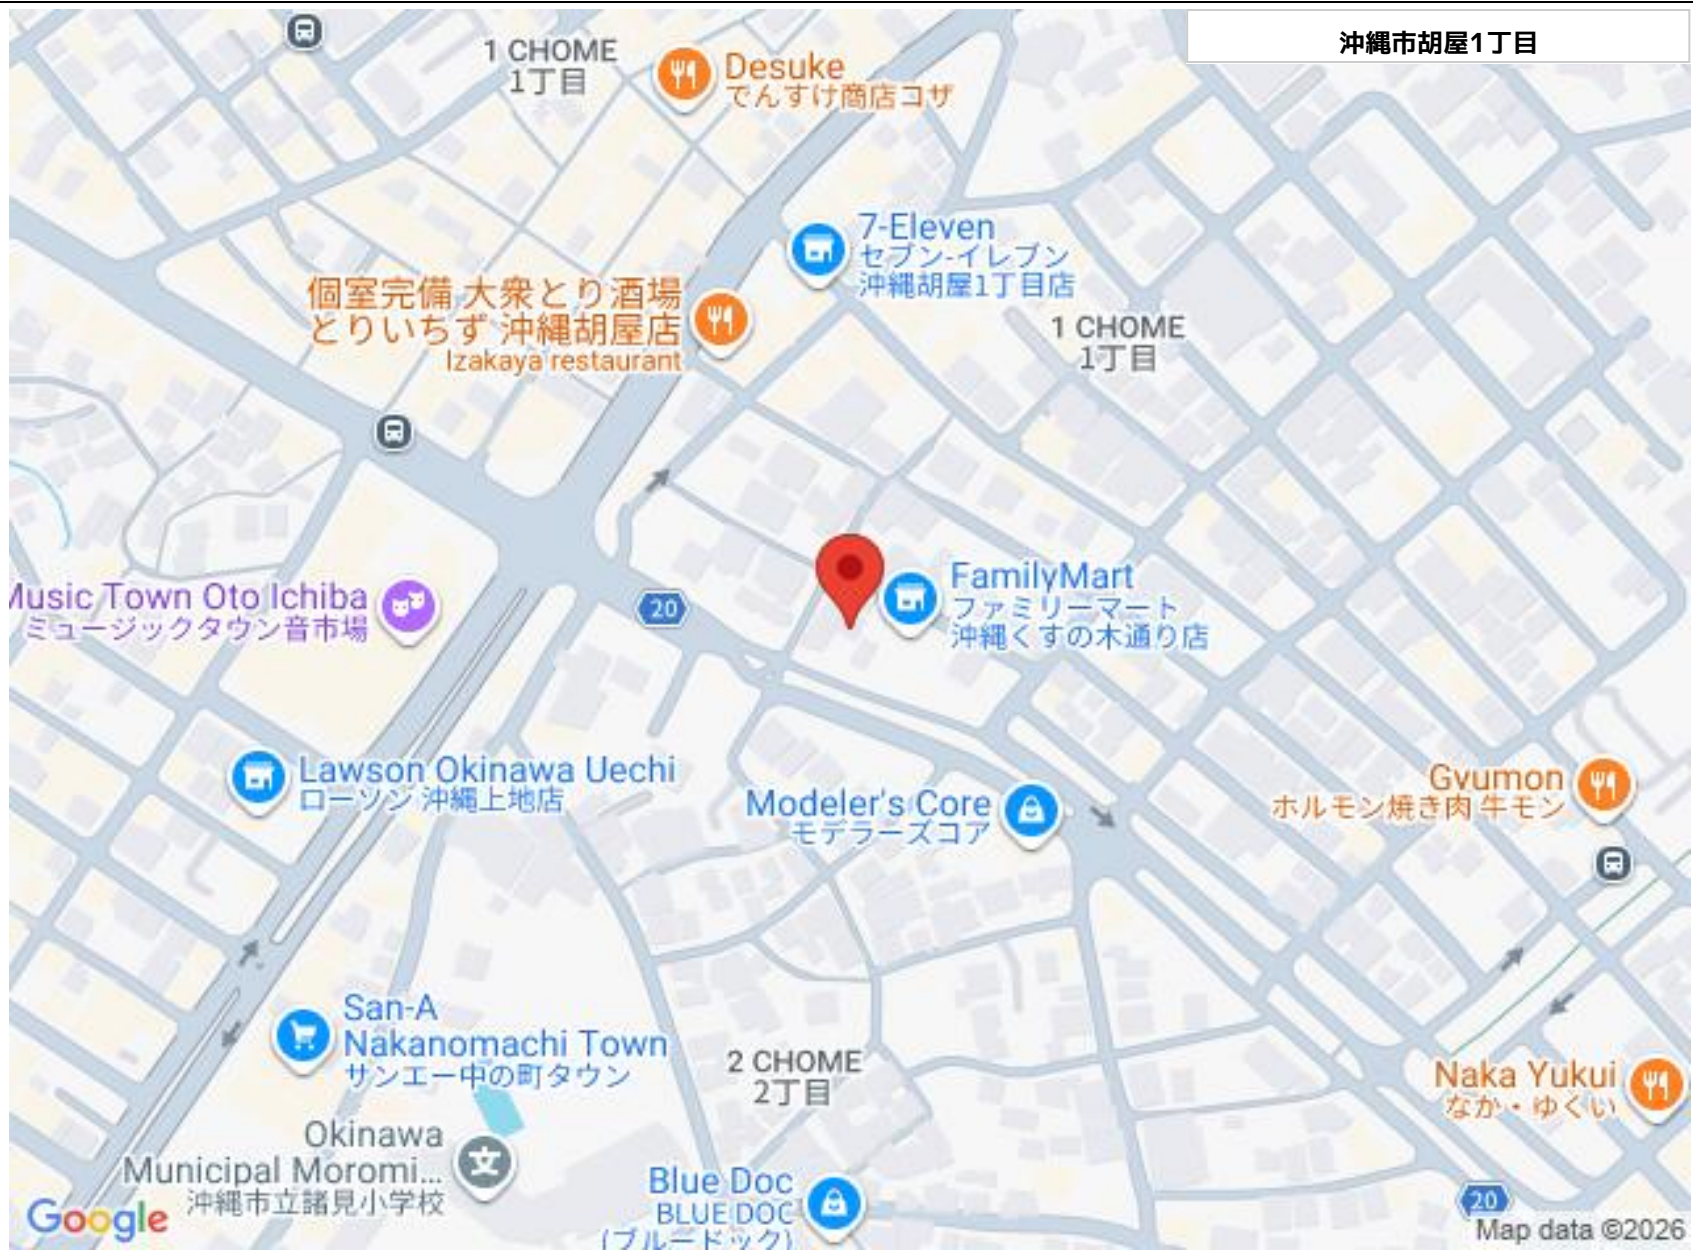 沖縄市胡屋1丁目
1 CHOME
1丁目
Desuke
でんすけ商店コザ
7-Eleven
セブン-イレブン
沖縄胡屋1丁目店
個室完備 大衆とり酒場
とりいちず 沖縄胡屋店
Izakaya restaurant
1 CHOME
1丁目
Music Town Oto Ichiba
ミュージックタウン音市場
20
FamilyMart
ファミリーマート
沖縄くすの木通り店
Lawson Okinawa Uechi
ローソン 沖縄上地店
Modeler's Core
モデラーズコア
Gyumon
ホルモン焼き肉 牛モン
San-A
Nakanomachi Town
サンエー中の町タウン
2 CHOME
2丁目
Naka Yukui
なか・ゆくい
Okinawa
Municipal Moromi...
沖縄市立諸見小学校
文
Blue Doc
BLUE DOC
(ブルードック)
20
Google
Map data ©2026